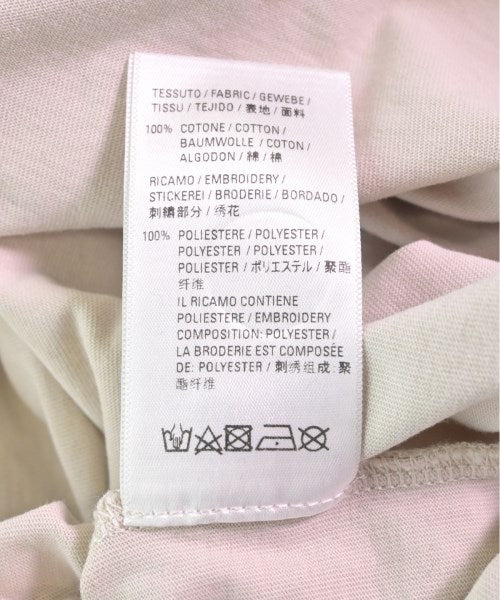 TESSUTO / FABRIC / GEWEBE /
TISSU / TEJIDO / 表地 / 面料
100% COTONE / COTTON /
BAUMWOLLE / COTON /
ALGODON / 綿 / 棉
RICAMO / EMBROIDERY /
STICKEREI / BRODERIE / BORDADO /
刺繍部分 / 绣花
100% POLIESTERE / POLYESTER /
POLYESTER / POLYESTER /
POLIESTER / ポリエステル / 聚酯
纤维
IL RICAMO CONTIENE
POLIESTERE / EMBROIDERY
COMPOSITION: POLYESTER /
LA BRODERIE EST COMPOSÉE
DE: POLYESTER / 刺绣组成: 聚
酯纤维